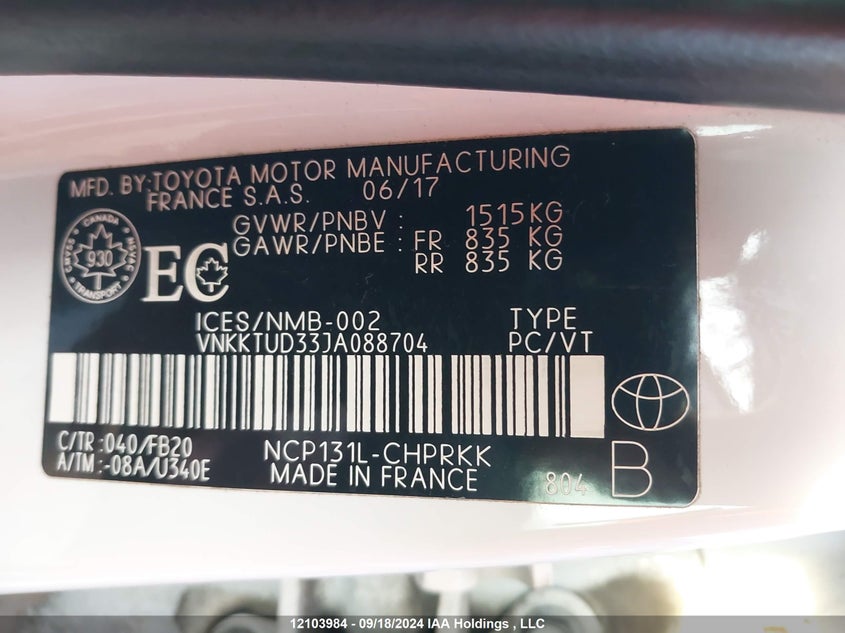 MFD. BY:TOYOTA MOTOR MANUFACTURING
FRANCE S.A.S. 06/17
GVWR/PNBV : 1515KG
GAWR/PNBE : FR 835 KG
RR 835 KG
CANADA
930
TRANSPORT
EC
ICES/NMB-002 TYPE
VNKKTUD33JA088704 PC/VT
C/TR :040/FB20 NCP131L-CHPRKK
A/TM :-08A/U340E MADE IN FRANCE 804 B
12103984 - 09/18/2024 IAA Holdings , LLC